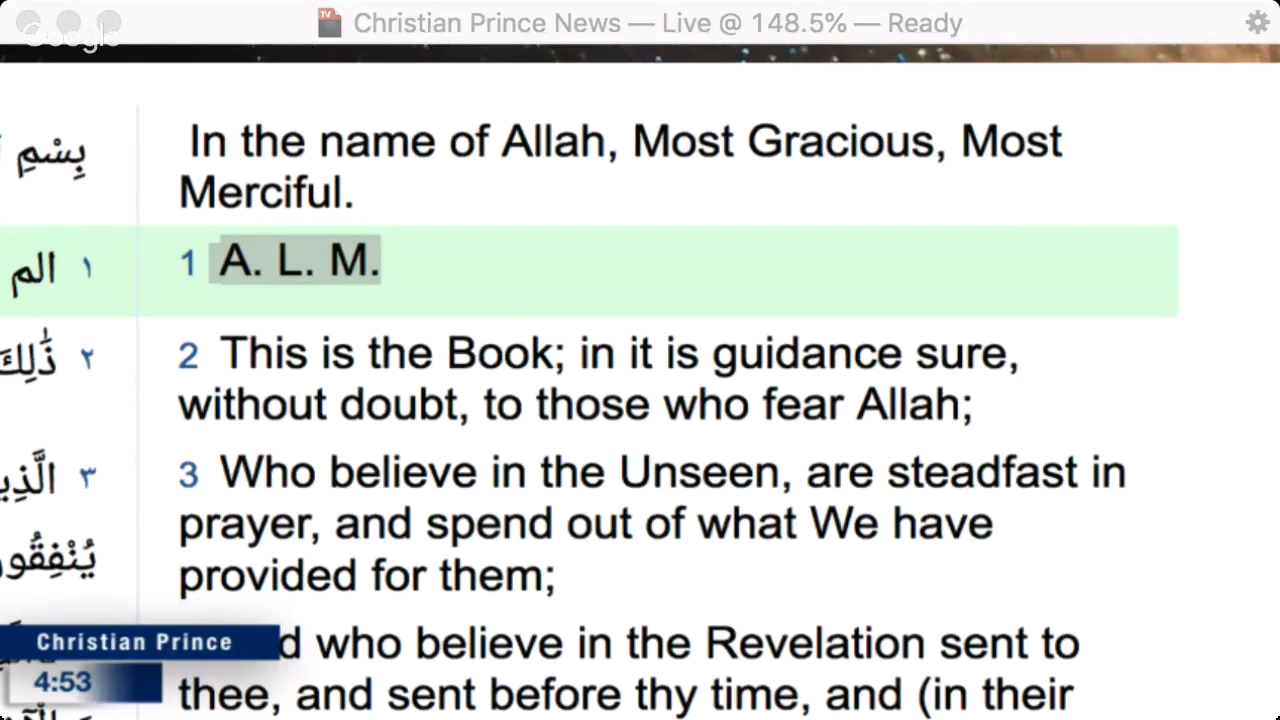 Christian Prince News — Live @ 148.5% — Ready
Google
In the name of Allah, Most Gracious, Most
Merciful.
بِسْمِ
1 A. L. M.
١ الم
2 This is the Book; in it is guidance sure,
without doubt, to those who fear Allah;
٢ ذَٰلِكَ
3 Who believe in the Unseen, are steadfast in
prayer, and spend out of what We have
provided for them;
٣
who believe in the Revelation sent to
thee, and sent before thy time, and (in their
Christian Prince
4:53